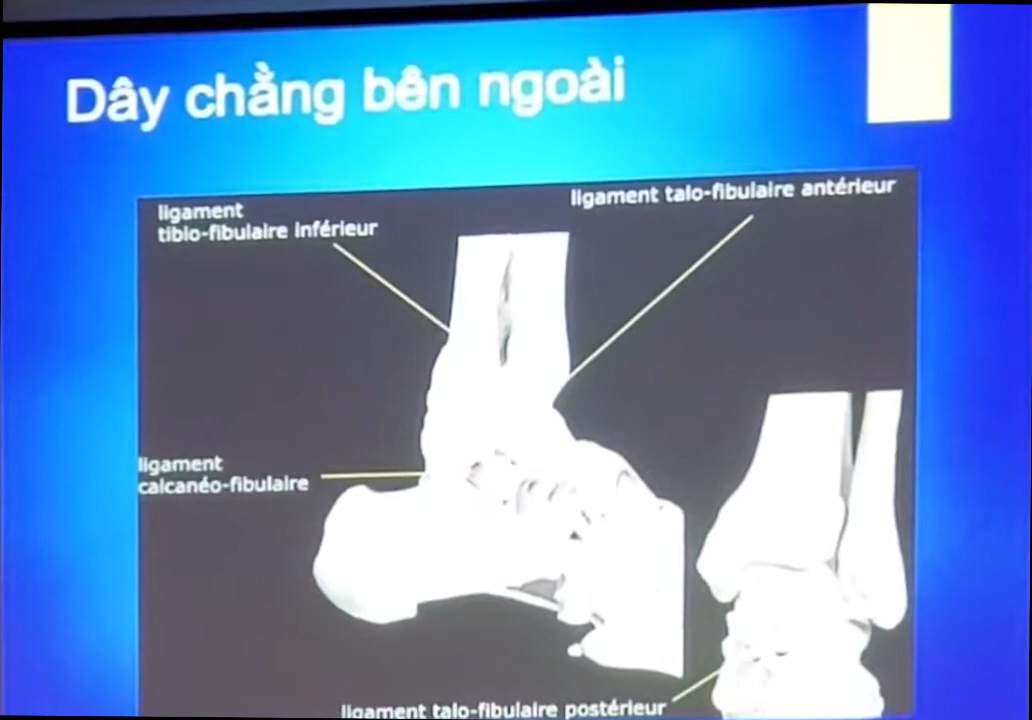 Dây chằng bên ngoài
ligament
tibio-fibulaire inférieur
ligament talo-fibulaire antérieur
ligament
calcanéo-fibulaire
ligament talo-fibulaire postérieur